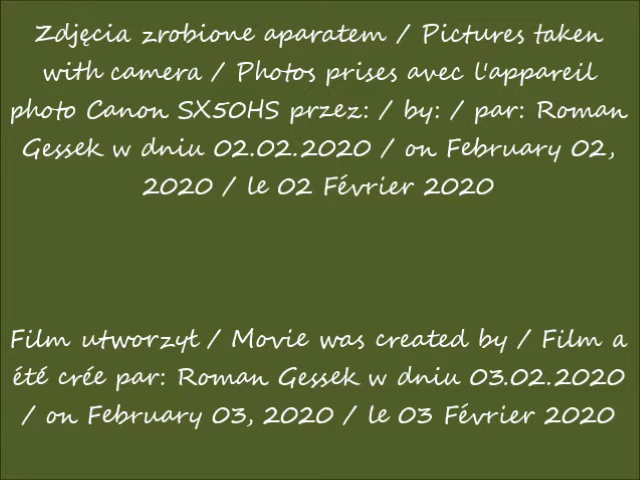 Zdjęcia zrobione aparatem / Pictures taken
with camera / Photos prises avec l'appareil
photo Canon SX50HS przez: / by: / par: Roman
Gessek w dniu 02.02.2020 / on February 02,
2020 / le 02 Février 2020
Film utworzył / Movie was created by / Film a
été crée par: Roman Gessek w dniu 03.02.2020
/ on February 03, 2020 / le 03 Février 2020